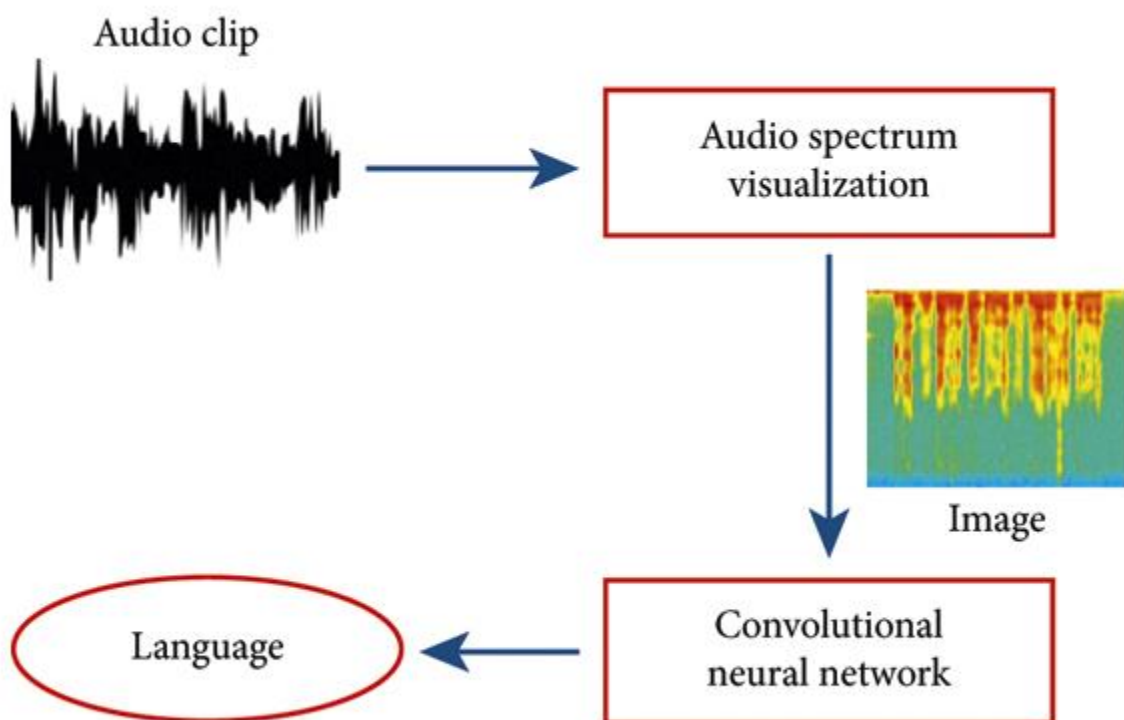 Audio clip
Audio spectrum
visualization
Image
Convolutional
neural network
Language